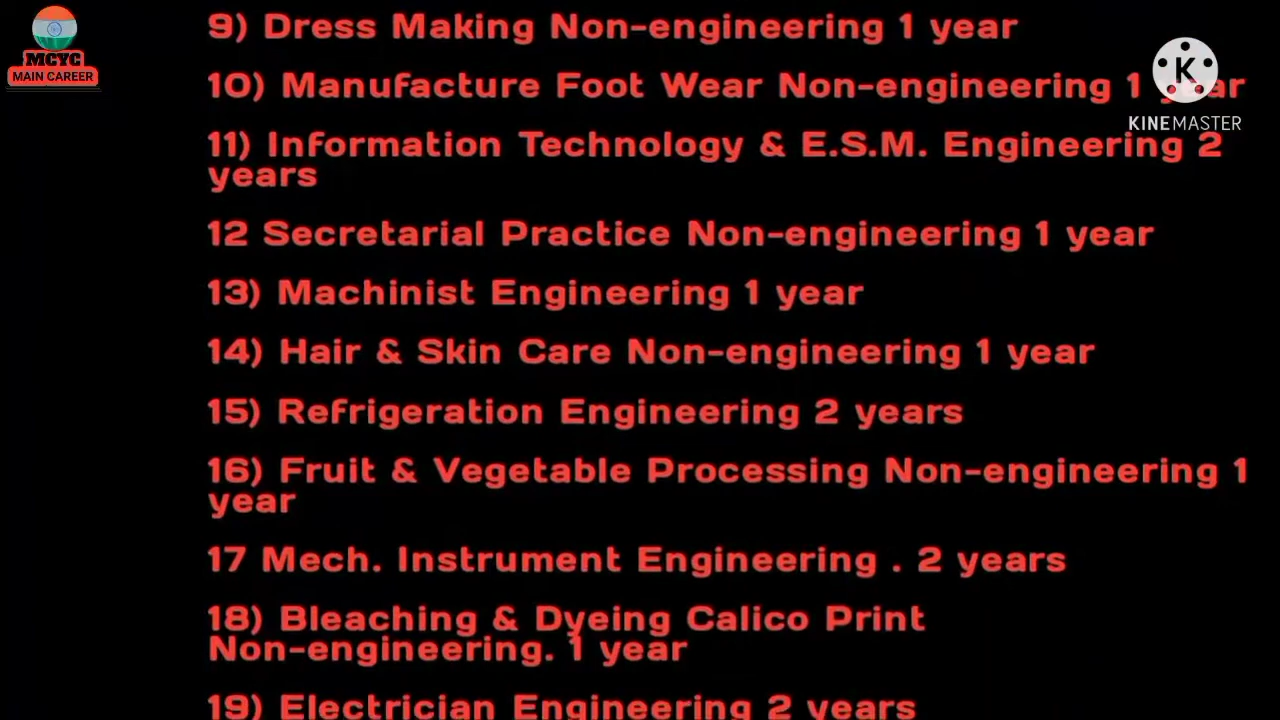 MCYC
MAIN CAREER
K
KINEMASTER
9) Dress Making Non-engineering 1 year
10) Manufacture Foot Wear Non-engineering 1 year
11) Information Technology & E.S.M. Engineering 2
years
12 Secretarial Practice Non-engineering 1 year
13) Machinist Engineering 1 year
14) Hair & Skin Care Non-engineering 1 year
15) Refrigeration Engineering 2 years
16) Fruit & Vegetable Processing Non-engineering 1
year
17 Mech. Instrument Engineering . 2 years
18) Bleaching & Dyeing Calico Print
Non-engineering. 1 year
19) Electrician Engineering 2 years